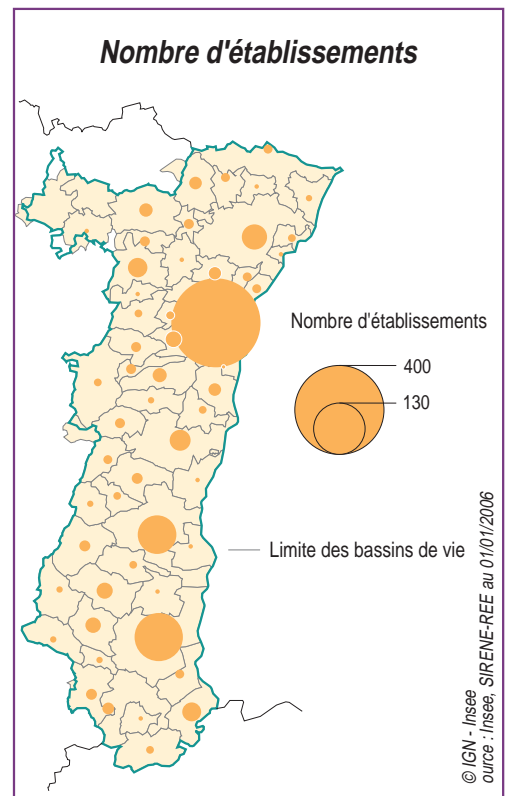 Nombre d'établissements
Nombre d'établissements
400
130
Limite des bassins de vie
© IGN - Insee
ource : Insee, SIRENE-REE au 01/01/2006